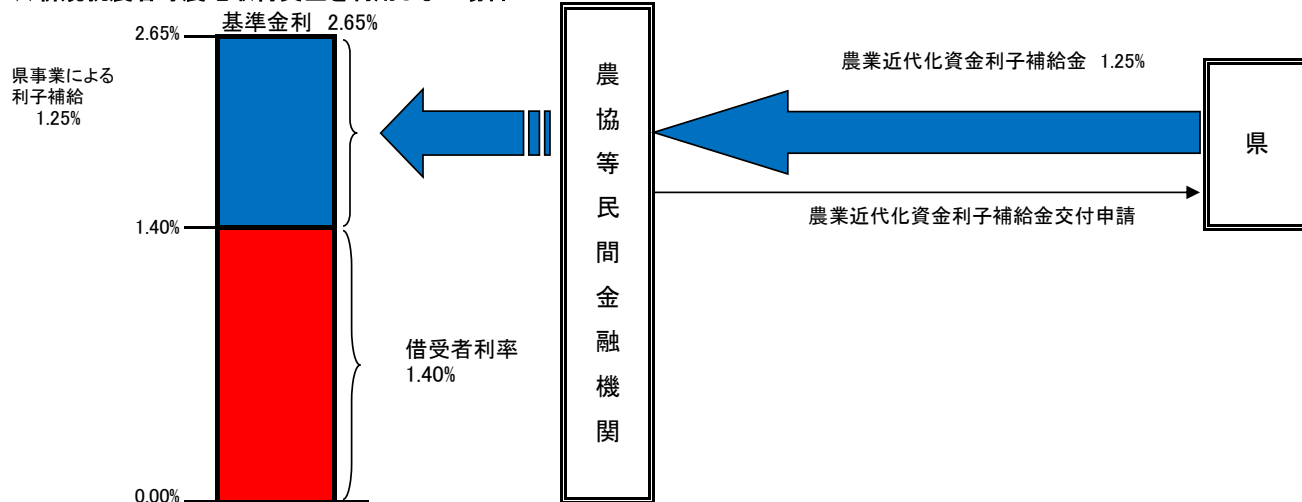 基準金利 2.65%
2.65%
県事業による
利子補給
1.25%
1.40%
借受者利率
1.40%
0.00%
農協等民間金融機関
農業近代化資金利子補給金 1.25%
農業近代化資金利子補給金交付申請
県